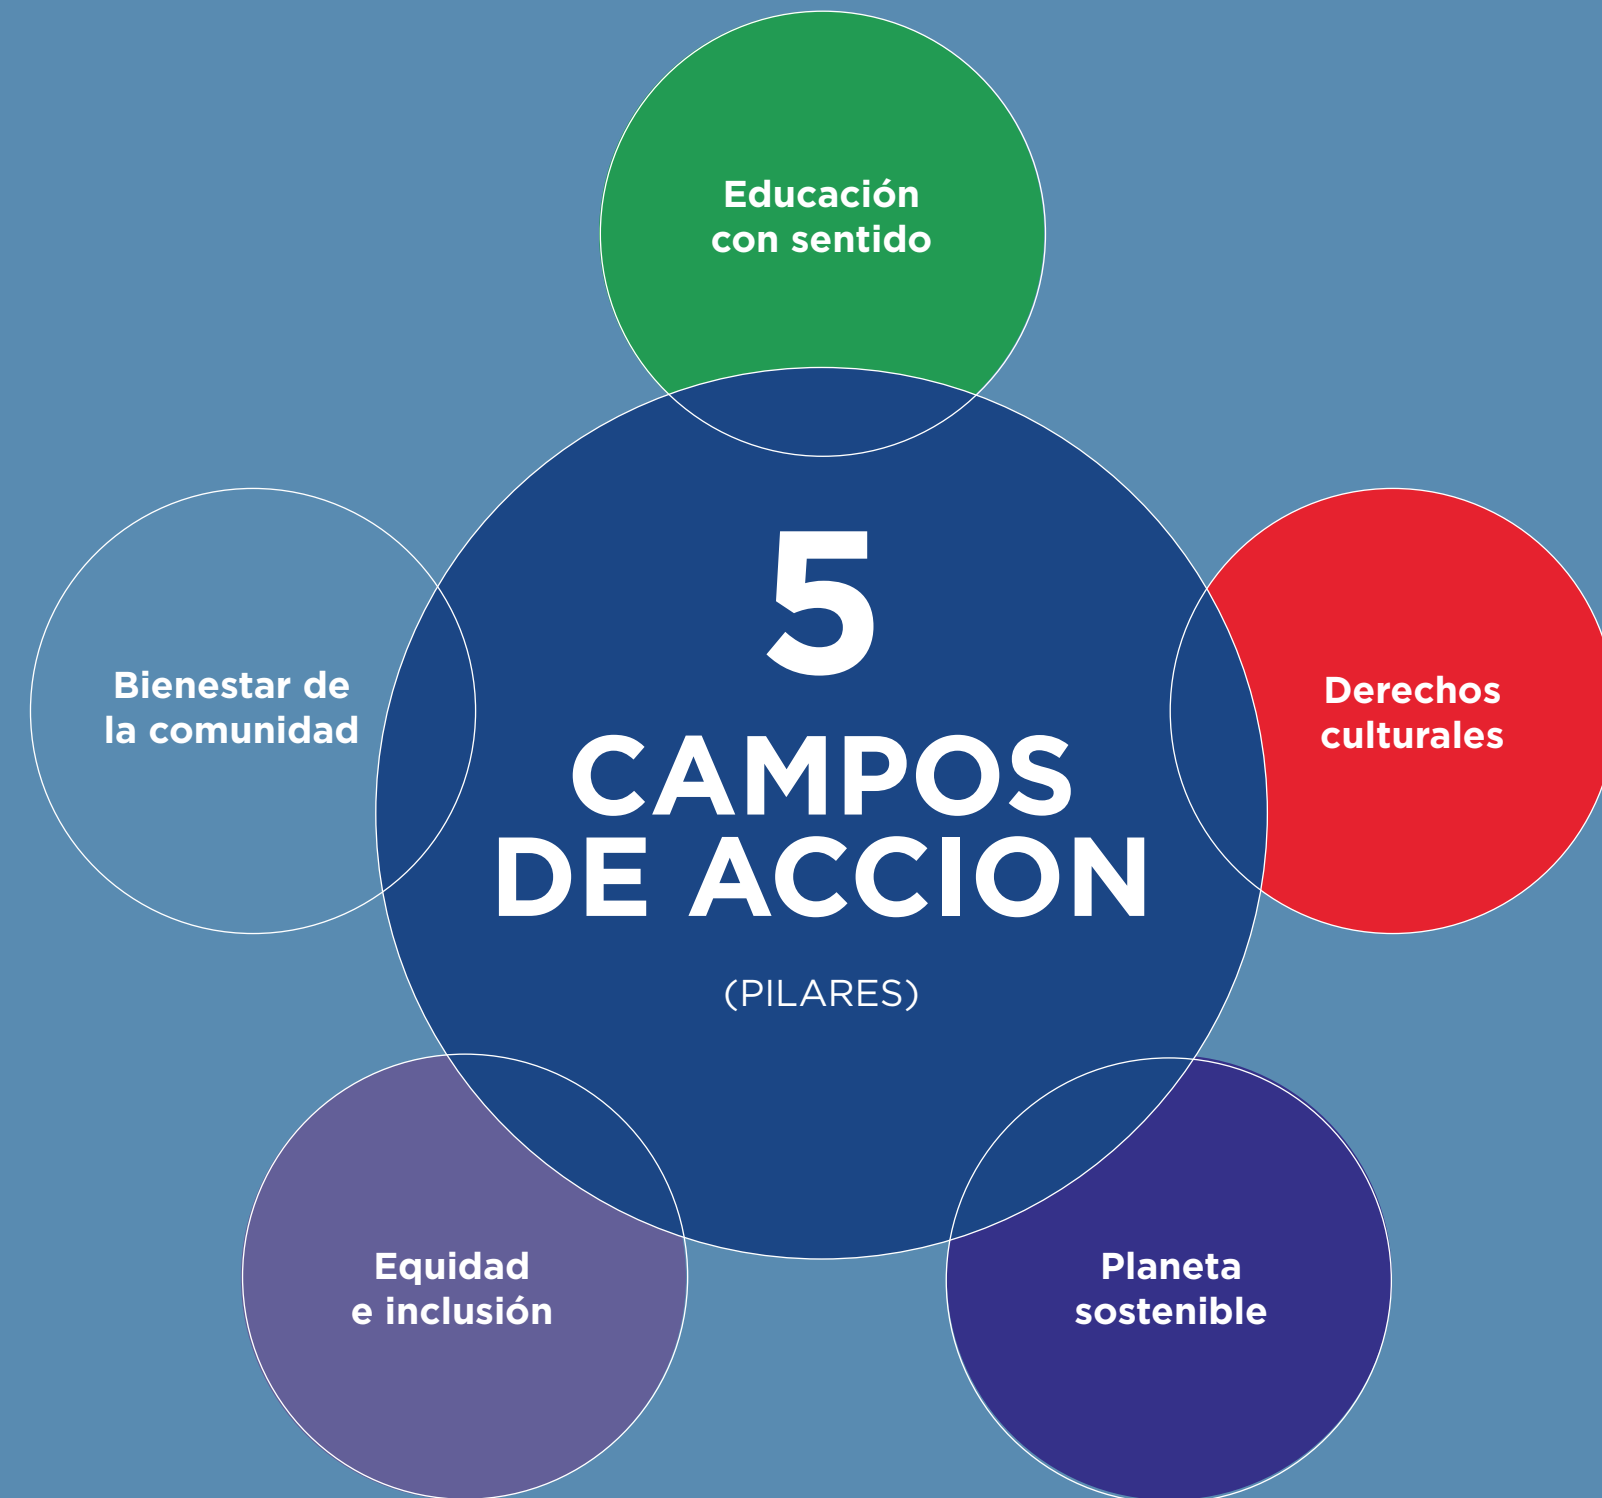 Educación
con sentido
5
CAMPOS
DE ACCION
(PILARES)
Bienestar de
la comunidad
Derechos
culturales
Equidad
e inclusión
Planeta
sostenible